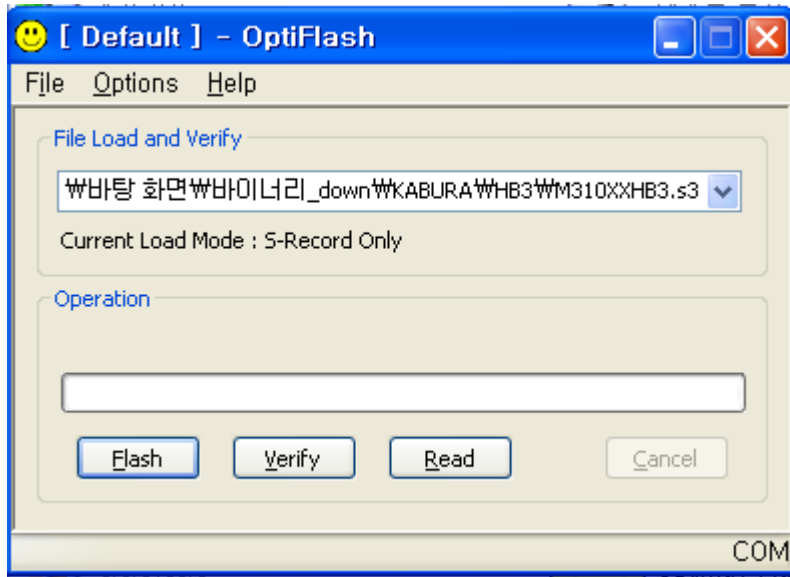 [ Default ] - OptiFlash
File Options Help
File Load and Verify
₩바탕 화면₩바이너리_down₩KABURA₩HB3₩M310XXHB3.s3
Current Load Mode : S-Record Only
Operation
Flash Verify Read Cancel
COM